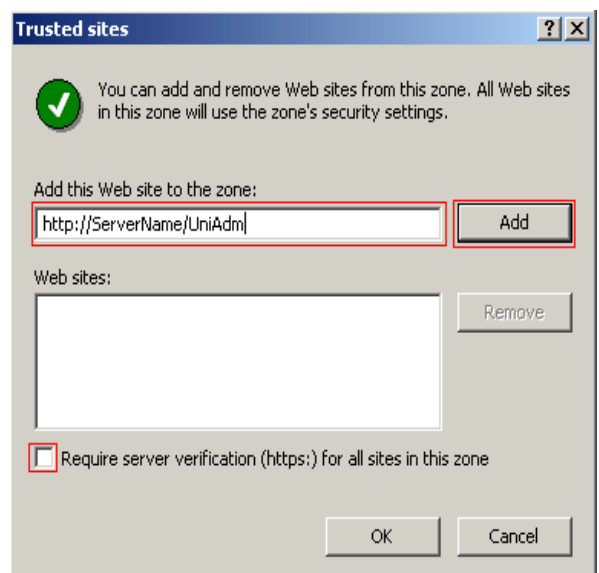 Trusted sites
You can add and remove Web sites from this zone. All Web sites
in this zone will use the zone's security settings.
Add this Web site to the zone:
http://ServerName/UniAdm
Add
Web sites:
Remove
Require server verification (https:) for all sites in this zone
OK
Cancel